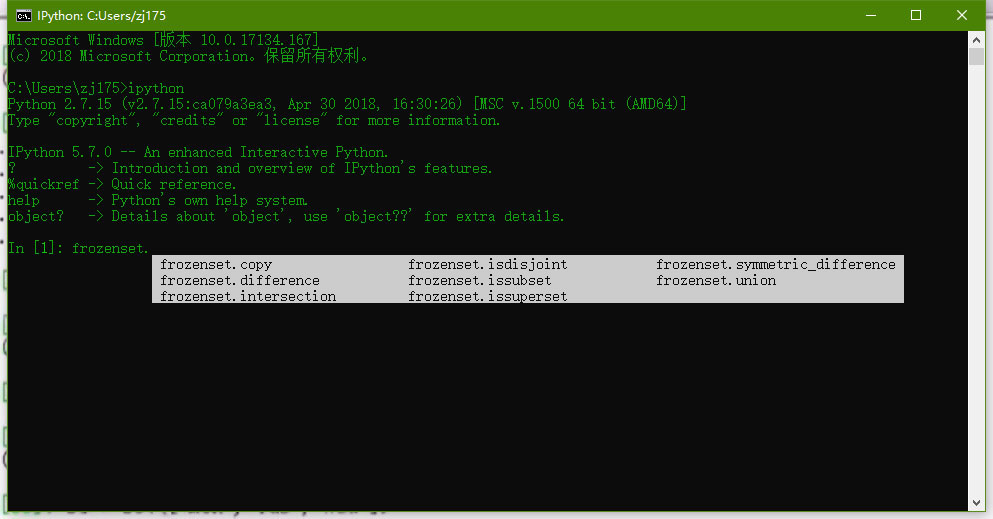 IPython: C:Users/zj175
Microsoft Windows [版本 10.0.17134.167]
(c) 2018 Microsoft Corporation。保留所有权利。
C:\Users\zj175>ipython
Python 2.7.15 (v2.7.15:ca079a3ea3, Apr 30 2018, 16:30:26) [MSC v.1500 64 bit (AMD64)]
Type "copyright", "credits" or "license" for more information.
IPython 5.7.0 -- An enhanced Interactive Python.
?         -> Introduction and overview of IPython's features.
%quickref -> Quick reference.
help      -> Python's own help system.
object?   -> Details about 'object', use 'object??' for extra details.
In [1]: frozenset.
frozenset.copy frozenset.isdisjoint frozenset.symmetric_difference
frozenset.difference frozenset.issubset frozenset.union
frozenset.intersection frozenset.issuperset